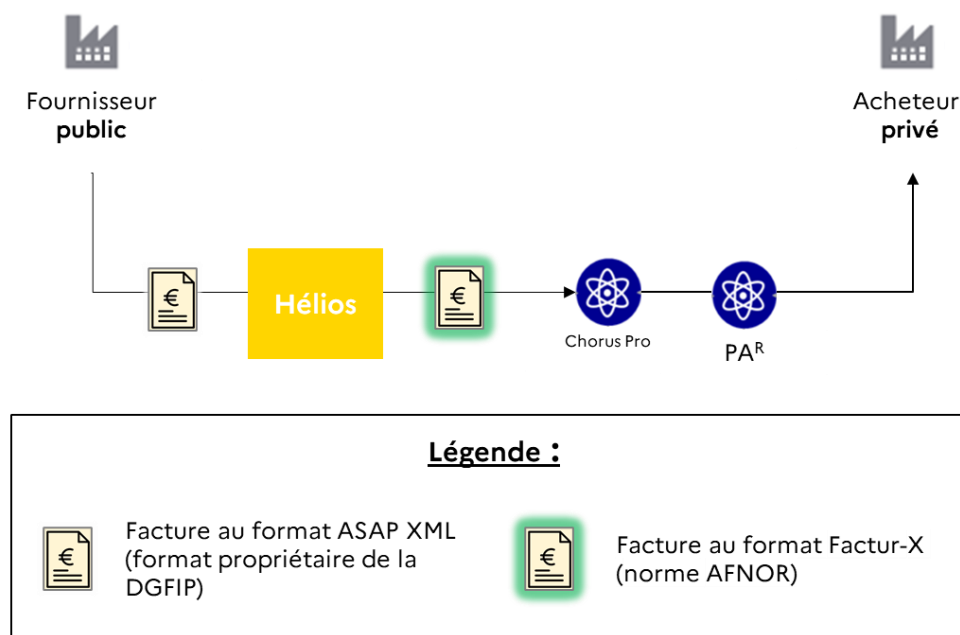 Fournisseur
public
Acheteur
privé
€
Hélios
€
Chorus Pro
PAᴿ
Légende :
€
Facture au format ASAP XML
(format propriétaire de la
DGFIP)
€
Facture au format Factur-X
(norme AFNOR)